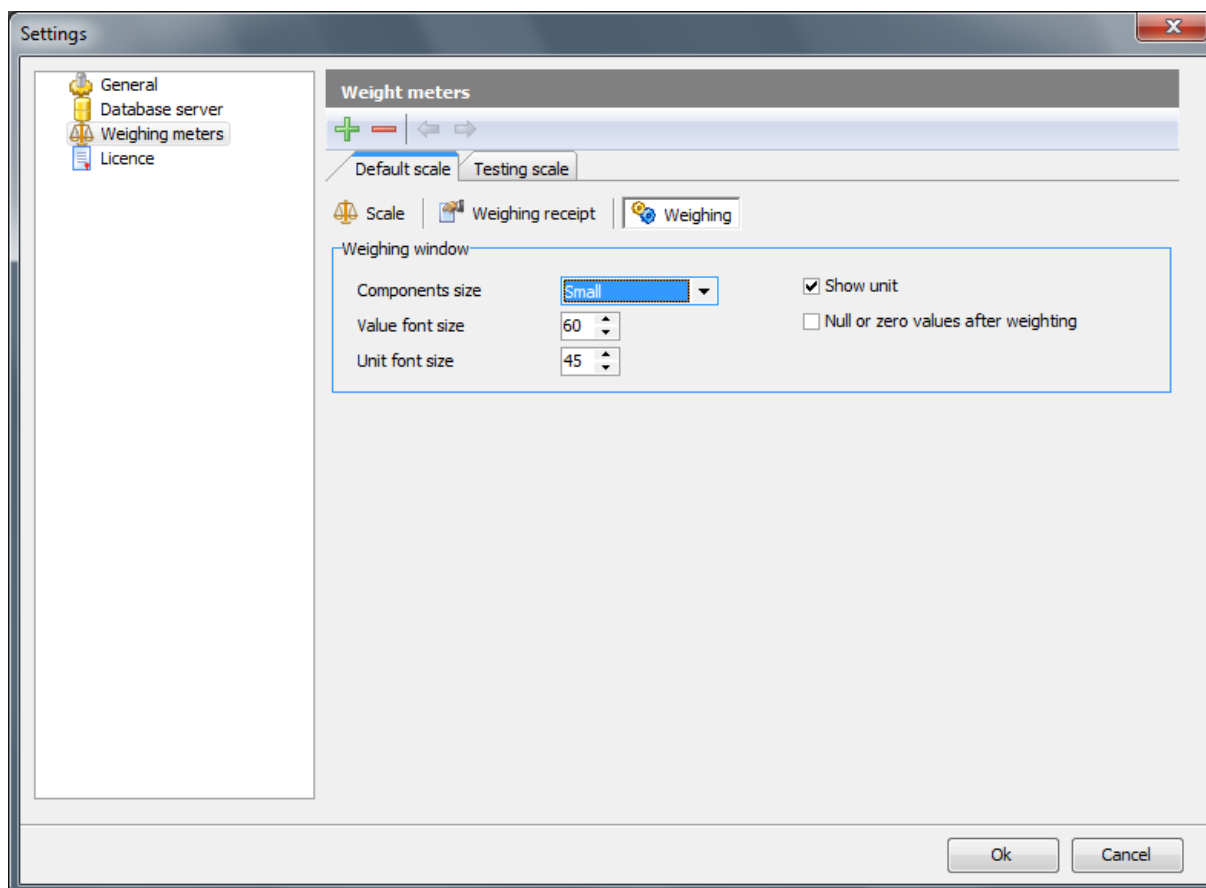 Settings
General
Database server
Weighing meters
Licence
Weight meters
Default scale Testing scale
Scale Weighing receipt Weighing
Weighing window
Components size Small Show unit
Value font size 60 Null or zero values after weighting
Unit font size 45
Ok Cancel